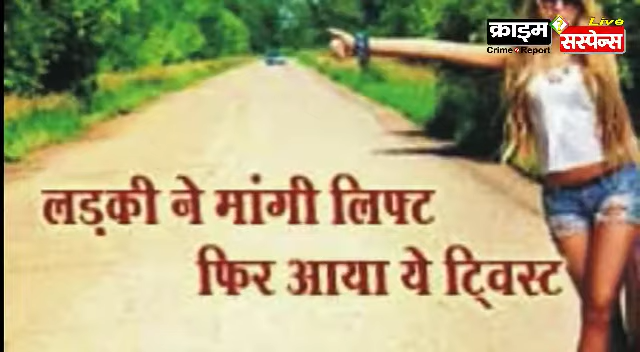 क्राइम
Live
Crime Report
सस्पेन्स
लड़की ने मांगी लिफ्ट
फिर आया ये ट्विस्ट